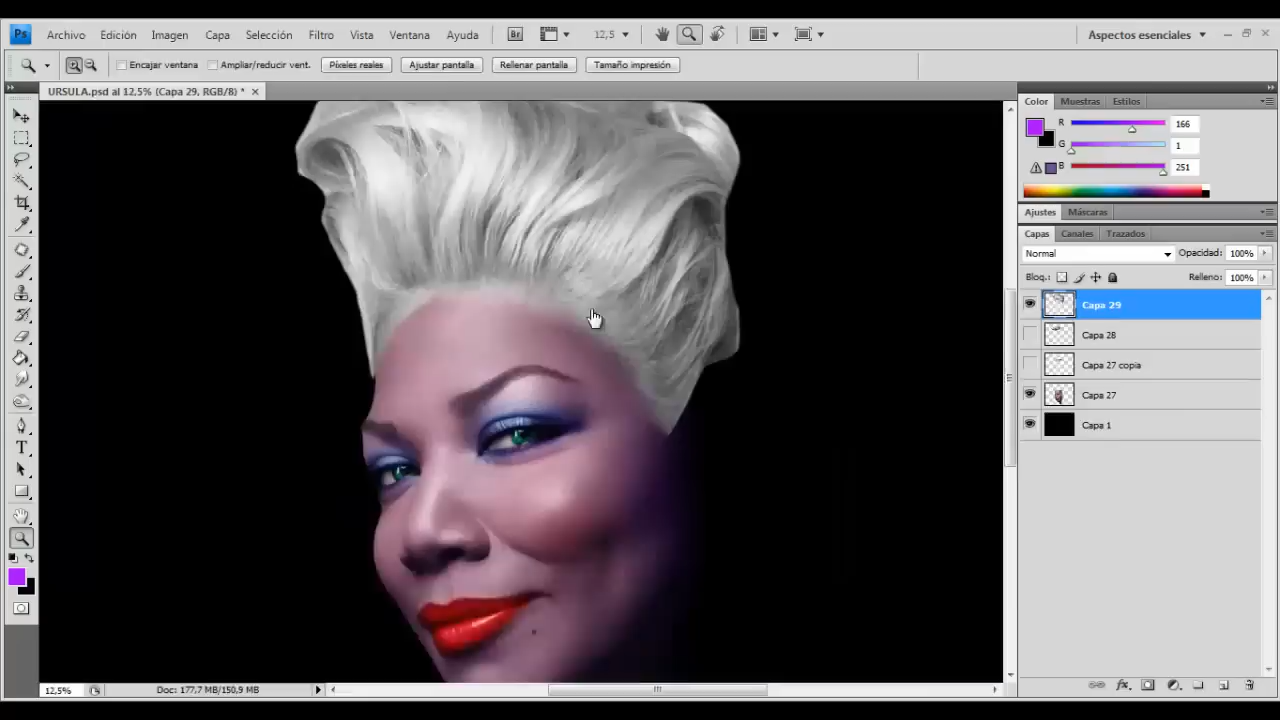 Ps Archivo Edición Imagen Capa Selección Filtro Vista Ventana Ayuda Br 12,5 Aspectos esenciales
Encajar ventana Ampliar/reducir vent. Píxeles reales Ajustar pantalla Rellenar pantalla Tamaño impresión
URSULA.psd al 12,5% (Capa 29, RGB/8) *
Color Muestras Estilos
R 166
G 1
B 251
Ajustes Máscaras
Capas Canales Trazados
Normal Opacidad: 100%
Bloq.: Relleno: 100%
Capa 29
Capa 28
Capa 27 copia
Capa 27
Capa 1
T
12,5% Doc: 177,7 MB/150,9 MB
fx